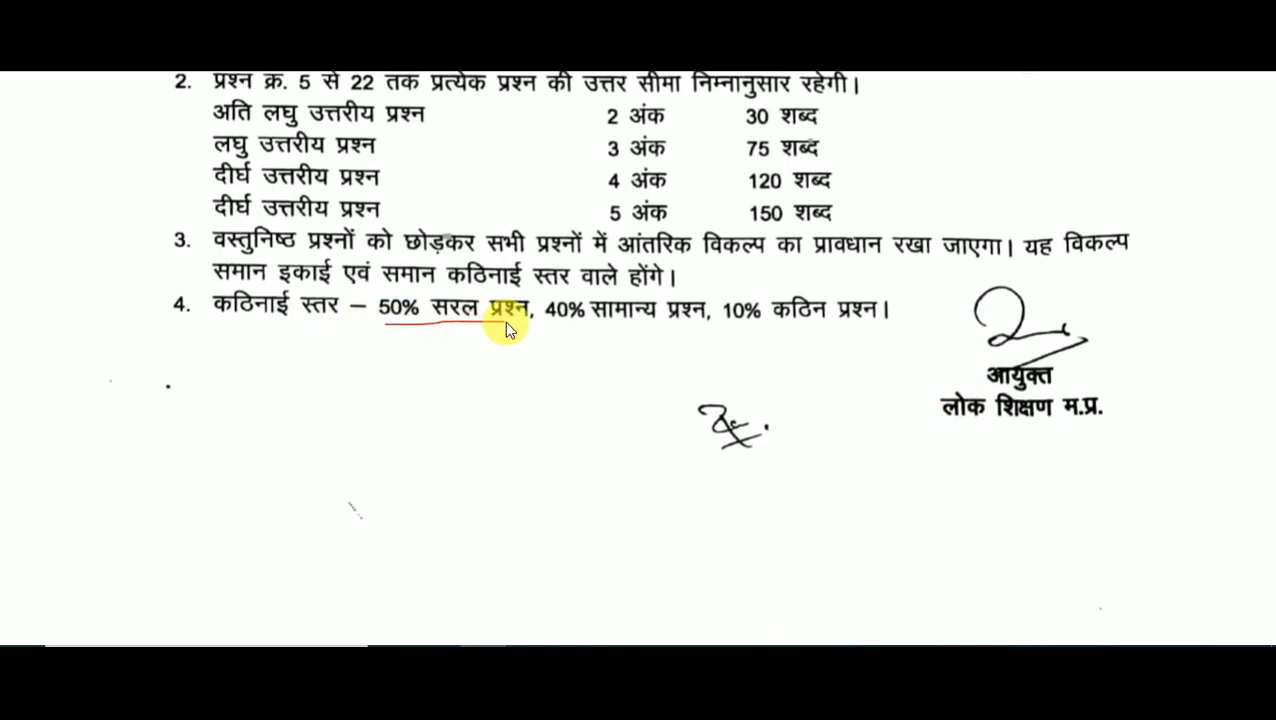 2. प्रश्न क्र. 5 से 22 तक प्रत्येक प्रश्न की उत्तर सीमा निम्नानुसार रहेगी।
अति लघु उत्तरीय प्रश्न 2 अंक 30 शब्द
लघु उत्तरीय प्रश्न 3 अंक 75 शब्द
दीर्घ उत्तरीय प्रश्न 4 अंक 120 शब्द
दीर्घ उत्तरीय प्रश्न 5 अंक 150 शब्द
3. वस्तुनिष्ठ प्रश्नों को छोड़कर सभी प्रश्नों में आंतरिक विकल्प का प्रावधान रखा जाएगा। यह विकल्प
समान इकाई एवं समान कठिनाई स्तर वाले होंगे।
4. कठिनाई स्तर – 50% सरल प्रश्न, 40% सामान्य प्रश्न, 10% कठिन प्रश्न।
आयुक्त
लोक शिक्षण म.प्र.